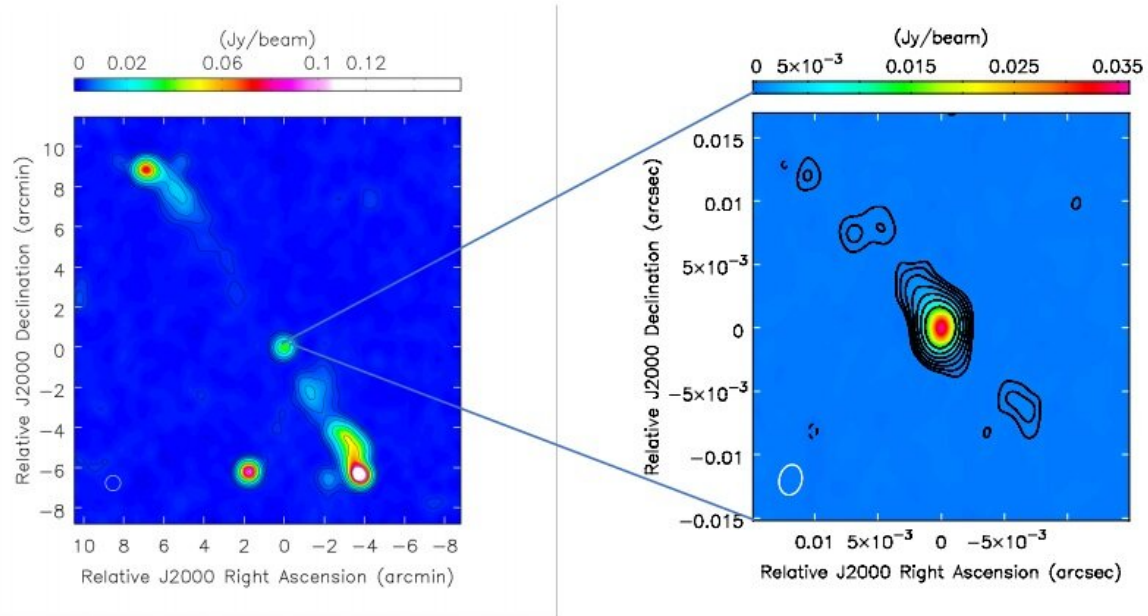 (Jy/beam)
0 0.02 0.06 0.1 0.12
Relative J2000 Declination (arcmin)
10
8
6
4
2
0
−2
−4
−6
−8
10 8 6 4 2 0 −2 −4 −6 −8
Relative J2000 Right Ascension (arcmin)
(Jy/beam)
0 5×10⁻³ 0.015 0.025 0.035
Relative J2000 Declination (arcsec)
0.015
0.01
5×10⁻³
0
−5×10⁻³
−0.01
−0.015
0.01 5×10⁻³ 0 −5×10⁻³
Relative J2000 Right Ascension (arcsec)